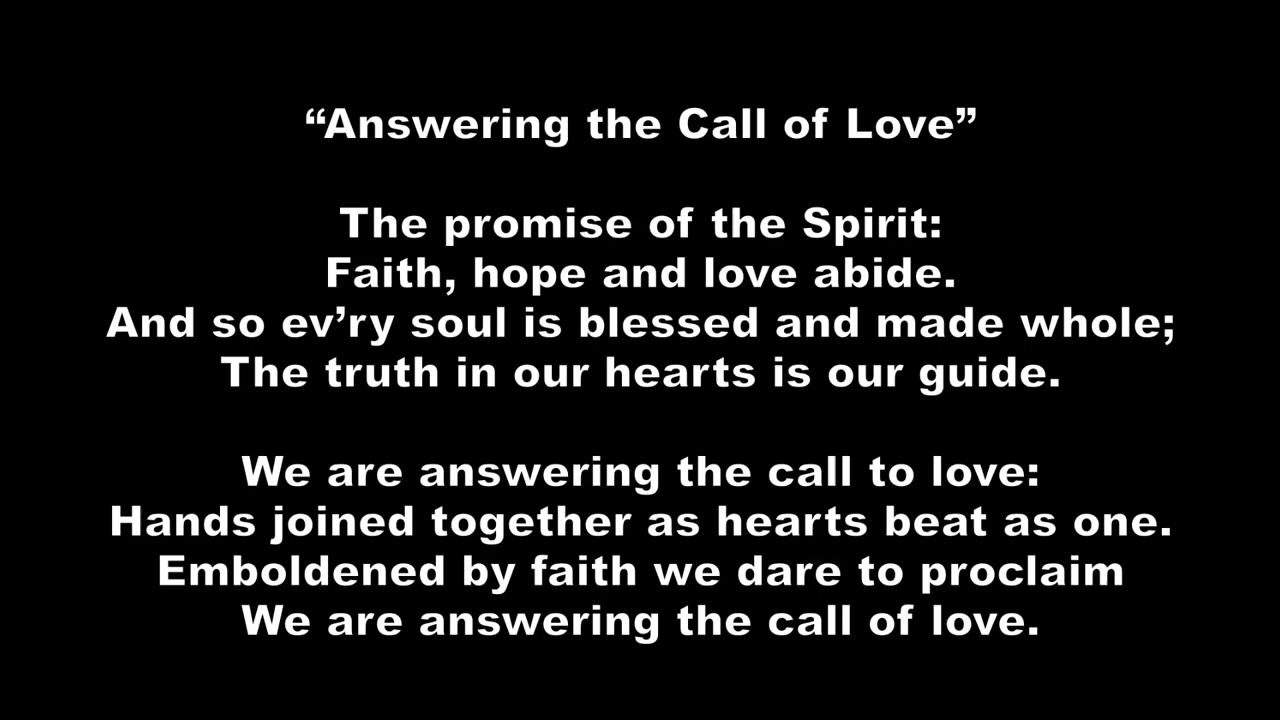 “Answering the Call of Love”
The promise of the Spirit:
Faith, hope and love abide.
And so ev’ry soul is blessed and made whole;
The truth in our hearts is our guide.
We are answering the call to love:
Hands joined together as hearts beat as one.
Emboldened by faith we dare to proclaim
We are answering the call of love.